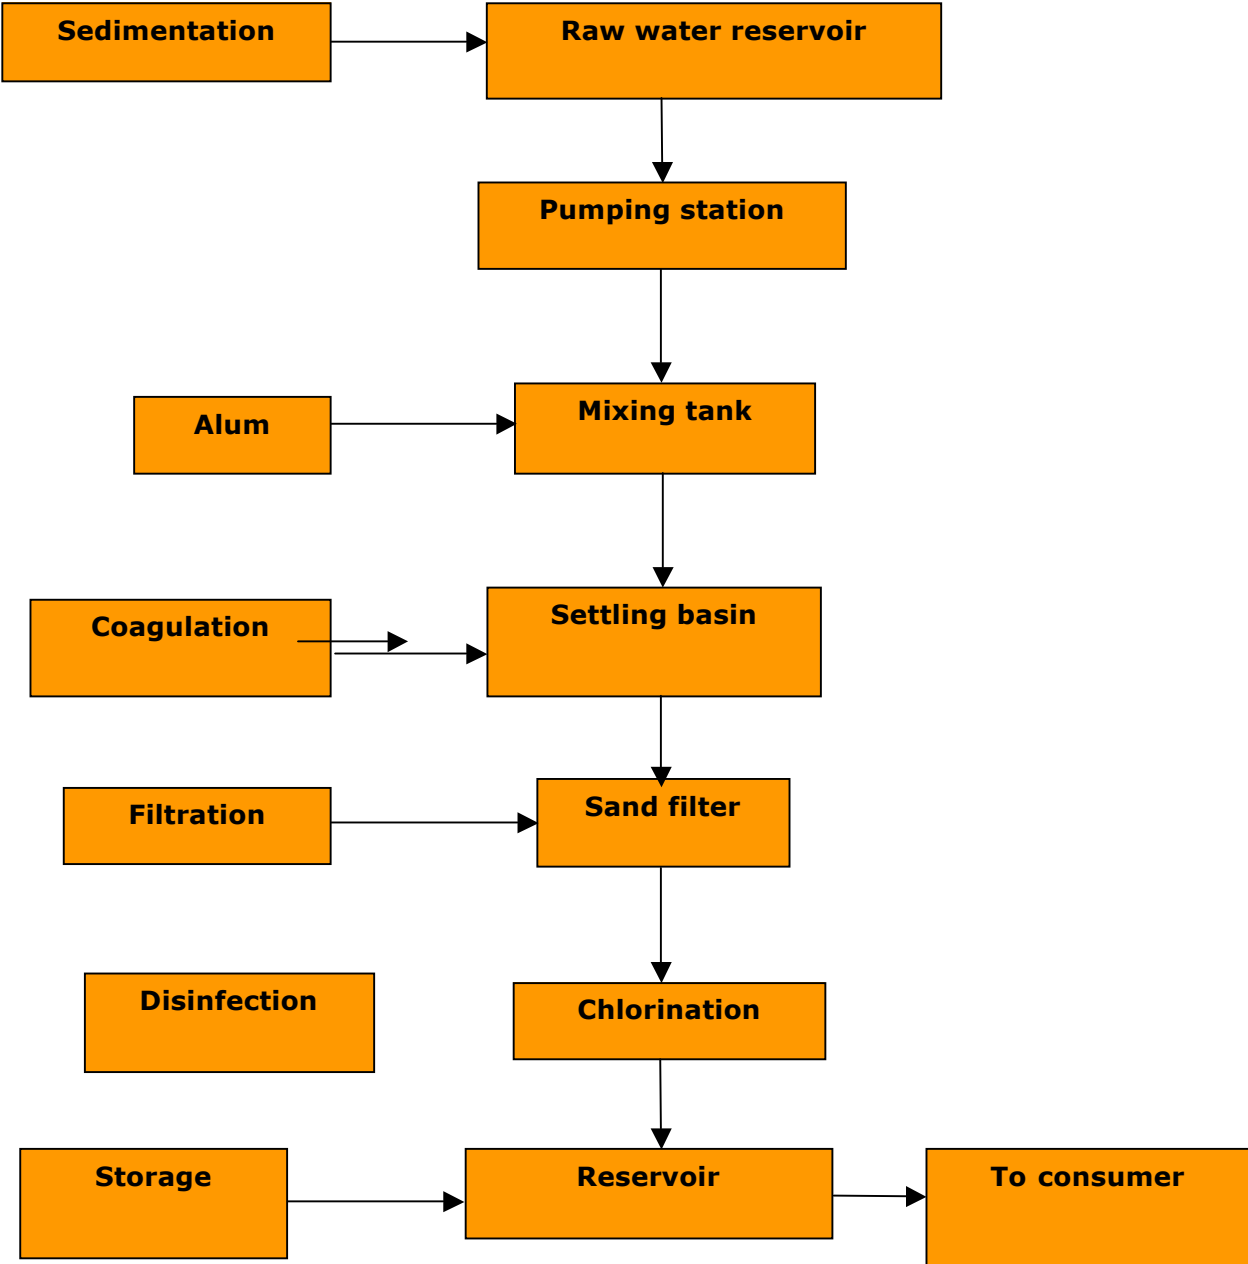 Sedimentation
Raw water reservoir
Pumping station
Alum
Mixing tank
Coagulation
Settling basin
Filtration
Sand filter
Disinfection
Chlorination
Storage
Reservoir
To consumer